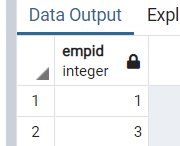 Data Output Expl
empid
integer
1 1
2 3